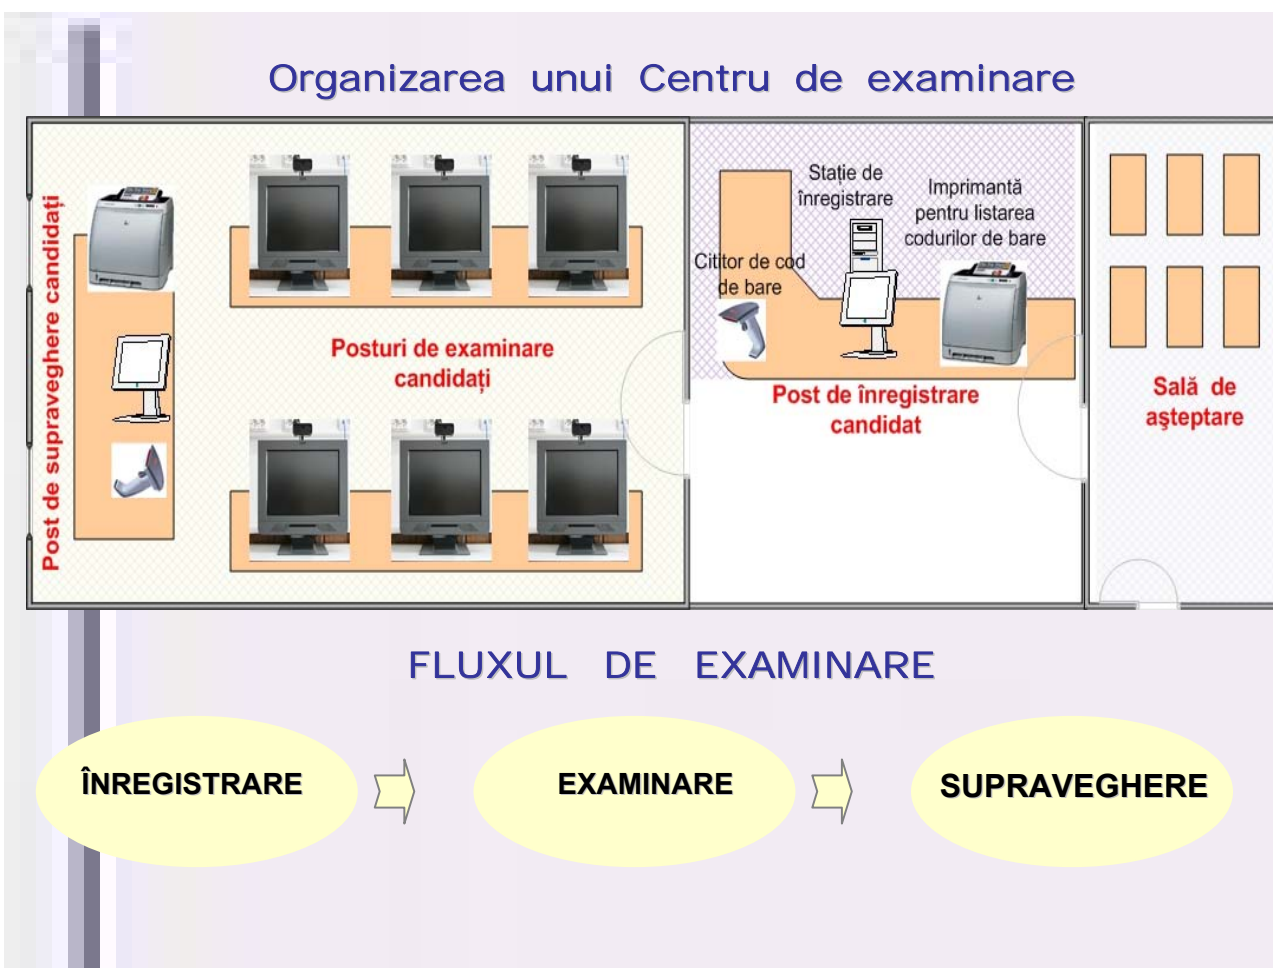 Organizarea unui Centru de examinare
Post de supraveghere candidați
Posturi de examinare
candidați
Stație de
înregistrare
Imprimantă
pentru listarea
codurilor de bare
Cititor de cod
de bare
Post de înregistrare
candidat
Sală de
aşteptare
FLUXUL DE EXAMINARE
ÎNREGISTRARE
EXAMINARE
SUPRAVEGHERE